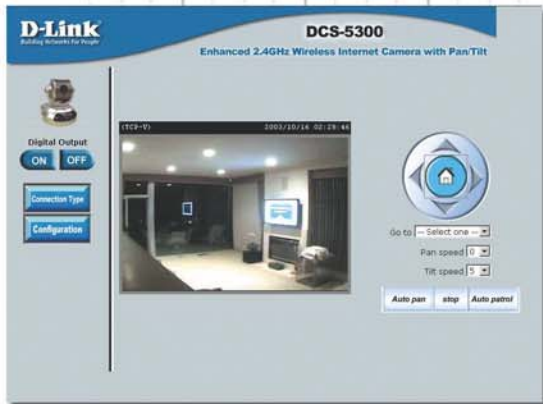 D-Link
Building Networks for People
DCS-5300
Enhanced 2.4GHz Wireless Internet Camera with Pan/Tilt
Digital Output
ON OFF
Connection Type
Configuration
(TCP-V) 2003/10/16 02:29:46
Go to -- Select one --
Pan speed 0
Tilt speed 5
Auto pan stop Auto patrol